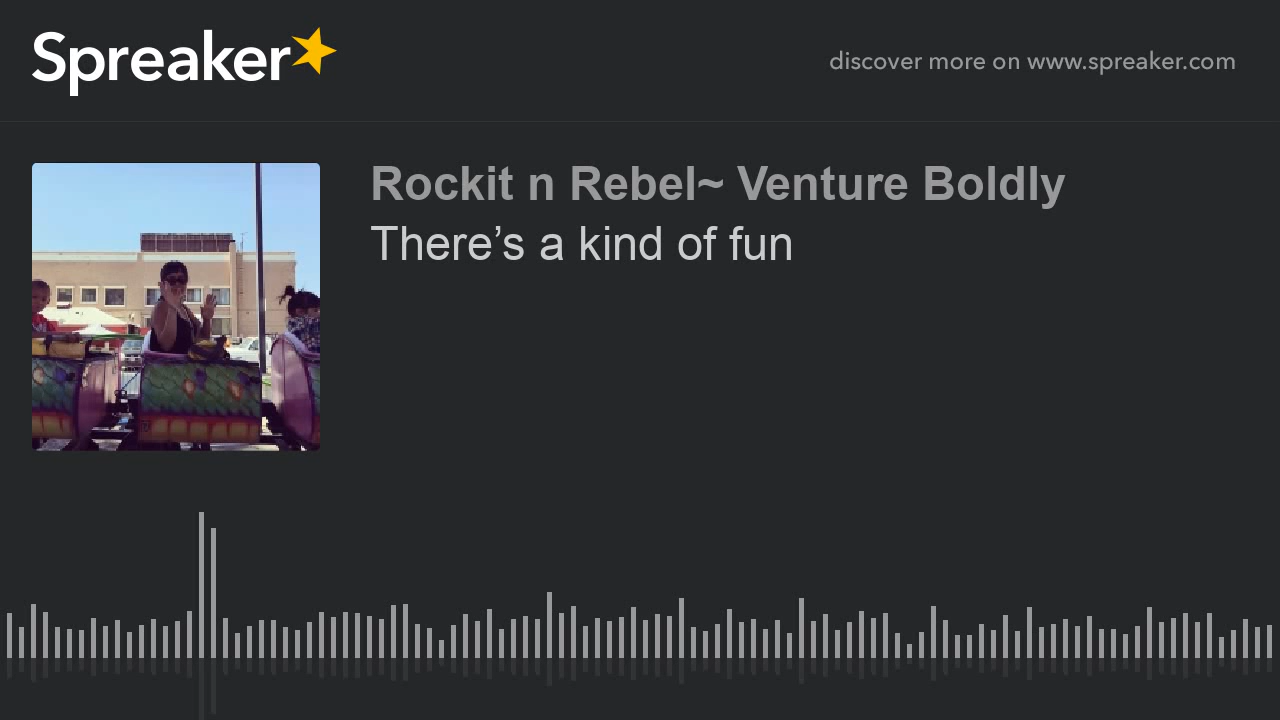 Spreaker
discover more on www.spreaker.com
Rockit n Rebel~ Venture Boldly
There’s a kind of fun